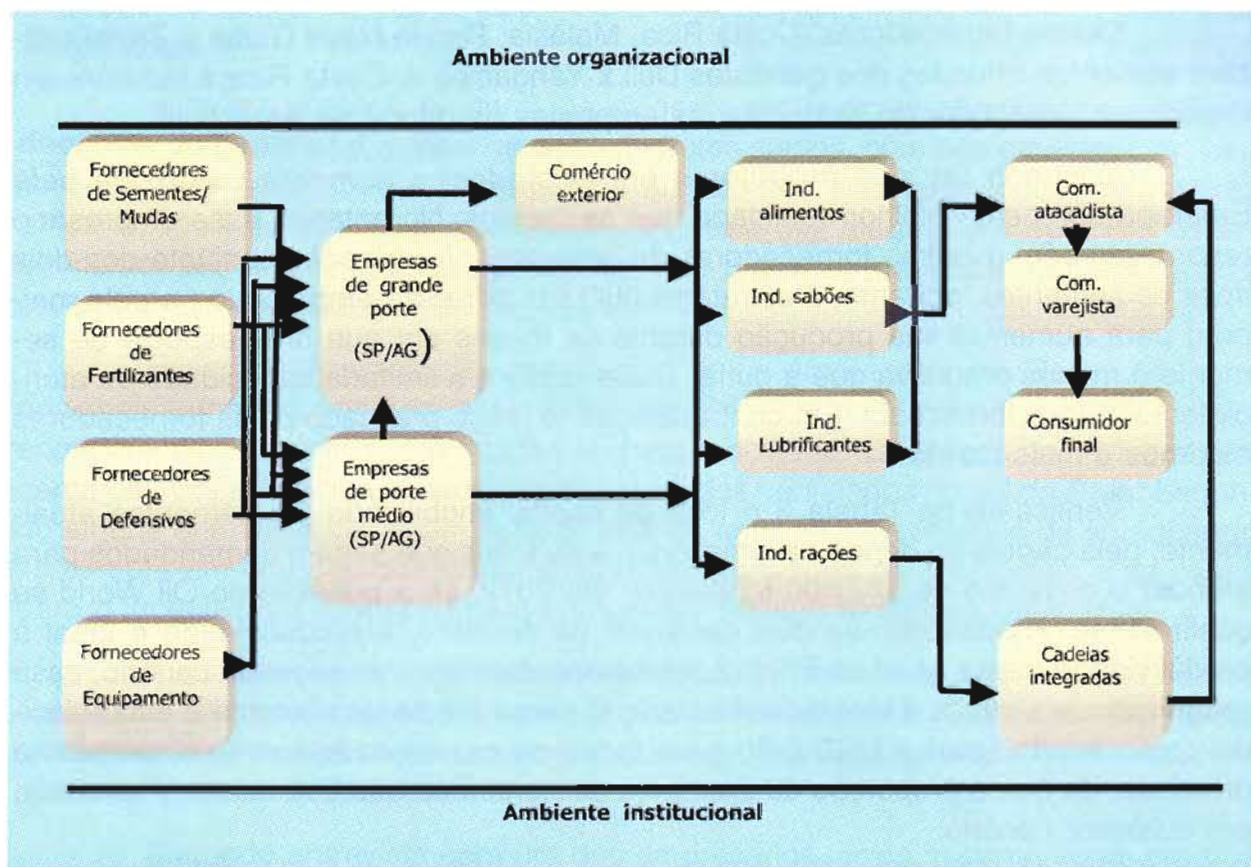 Ambiente organizacional
Fornecedores
de Sementes/
Mudas
Fornecedores
de
Fertilizantes
Fornecedores
de
Defensivos
Fornecedores
de
Equipamento
Empresas
de grande
porte
(SP/AG)
Empresas
de porte
médio
(SP/AG)
Comércio
exterior
Ind.
alimentos
Ind. sabões
Ind.
Lubrificantes
Ind. rações
Com.
atacadista
Com.
varejista
Consumidor
final
Cadeias
integradas
Ambiente institucional